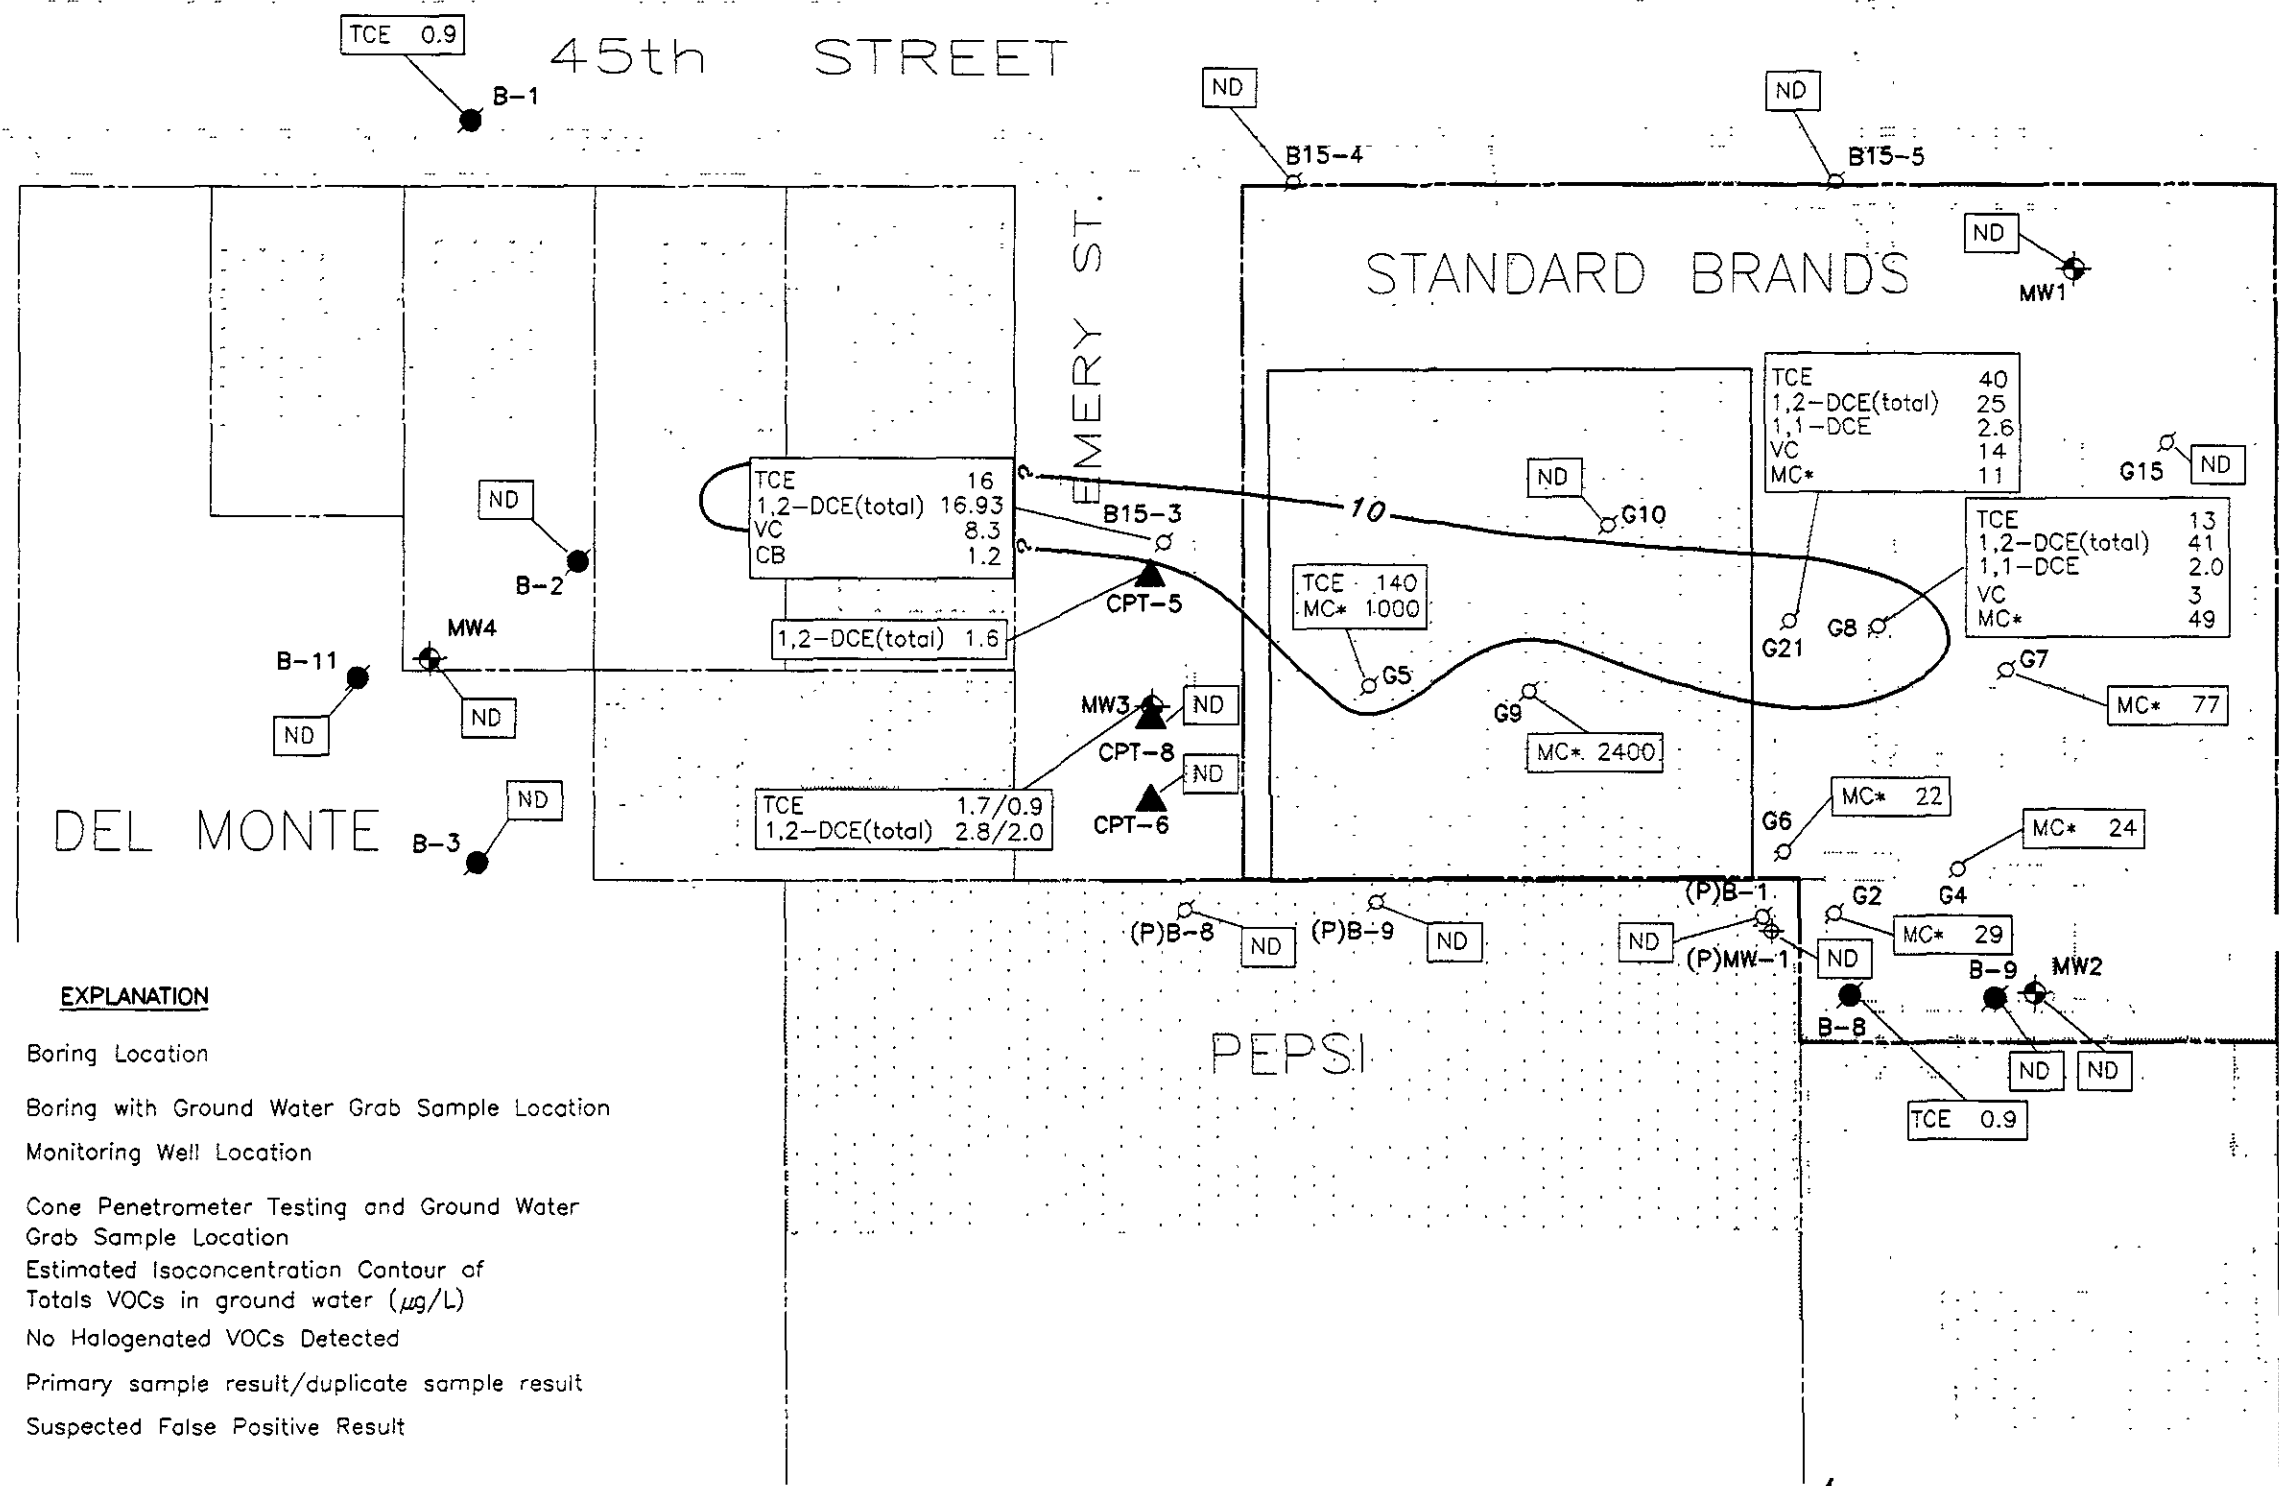 TCE 0.9
45th STREET
B-1
ND
ND
B15-4
B15-5
ND
MW1
STANDARD BRANDS
EMERY ST.
TCE 40
1,2-DCE(total) 25
1,1-DCE 2.6
VC 14
MC* 11
G15
ND
TCE 16
1,2-DCE(total) 16.93
VC 8.3
CB 1.2
?
?
10
B15-3
ND
G10
ND
B-2
TCE 13
1,2-DCE(total) 41
1,1-DCE 2.0
VC 3
MC* 49
TCE 140
MC* 1000
CPT-5
1,2-DCE(total) 1.6
G21
G8
G7
MC* 77
MW4
B-11
ND
ND
G5
G9
MC* 2400
MW3
ND
CPT-8
ND
CPT-6
TCE 1.7/0.9
1,2-DCE(total) 2.8/2.0
DEL MONTE
ND
B-3
MC* 22
G6
MC* 24
G4
G2
MC* 29
(P)B-8
ND
(P)B-9
ND
(P)B-1
ND
(P)MW-1
ND
B-9
MW2
B-8
ND
ND
TCE 0.9
PEPSI
EXPLANATION
Boring Location
Boring with Ground Water Grab Sample Location
Monitoring Well Location
Cone Penetrometer Testing and Ground Water
Grab Sample Location
Estimated Isoconcentration Contour of
Totals VOCs in ground water (µg/L)
No Halogenated VOCs Detected
Primary sample result/duplicate sample result
Suspected False Positive Result